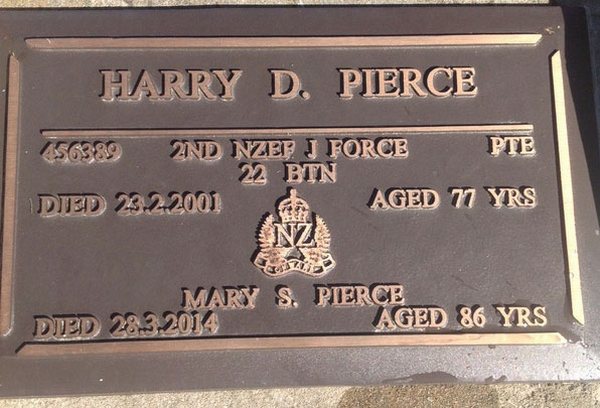 HARRY D. PIERCE
456389 2ND NZEF J FORCE PTE
22 BTN
DIED 23.2.2001 AGED 77 YRS
NZ
ONWARD
MARY S. PIERCE
DIED 28.3.2014 AGED 86 YRS